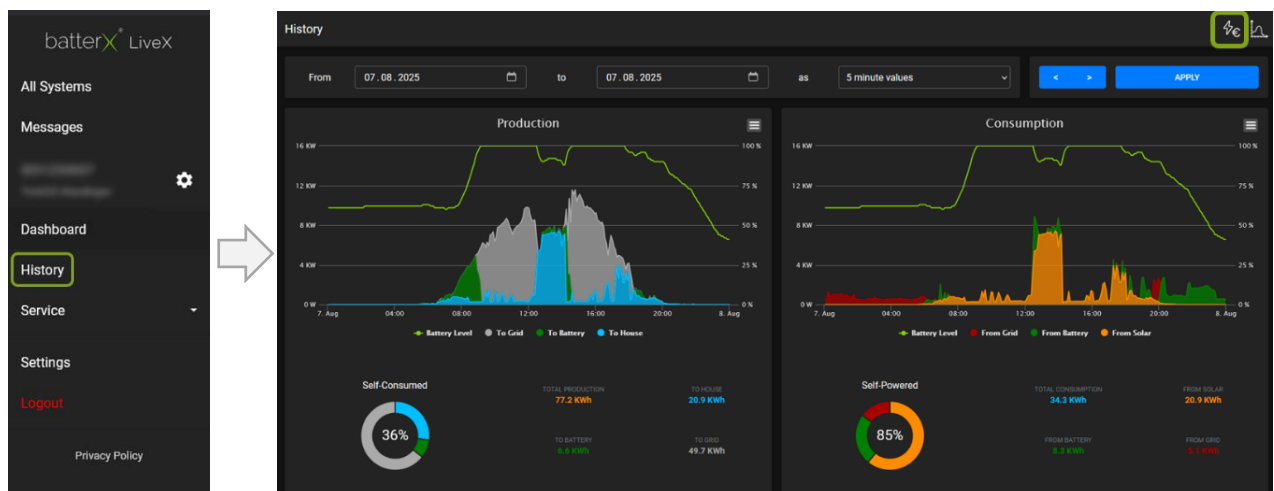 batterX® LiveX
All Systems
Messages
Dashboard
History
Service
Settings
Logout
Privacy Policy
History
From 07.08.2025 to 07.08.2025 as 5 minute values < > APPLY
Production
16 KW 100 %
12 KW 75 %
8 KW 50 %
4 KW 25 %
0 W 0 %
7. Aug 04:00 08:00 12:00 16:00 20:00 8. Aug
Battery Level To Grid To Battery To House
Self-Consumed
36%
TOTAL PRODUCTION TO HOUSE
77.2 KWh 20.9 KWh
TO BATTERY TO GRID
6.6 KWh 49.7 KWh
Consumption
16 KW 100 %
12 KW 75 %
8 KW 50 %
4 KW 25 %
0 W 0 %
7. Aug 04:00 08:00 12:00 16:00 20:00 8. Aug
Battery Level From Grid From Battery From Solar
Self-Powered
85%
TOTAL CONSUMPTION FROM SOLAR
34.3 KWh 20.9 KWh
FROM BATTERY FROM GRID
8.3 KWh 5.1 KWh